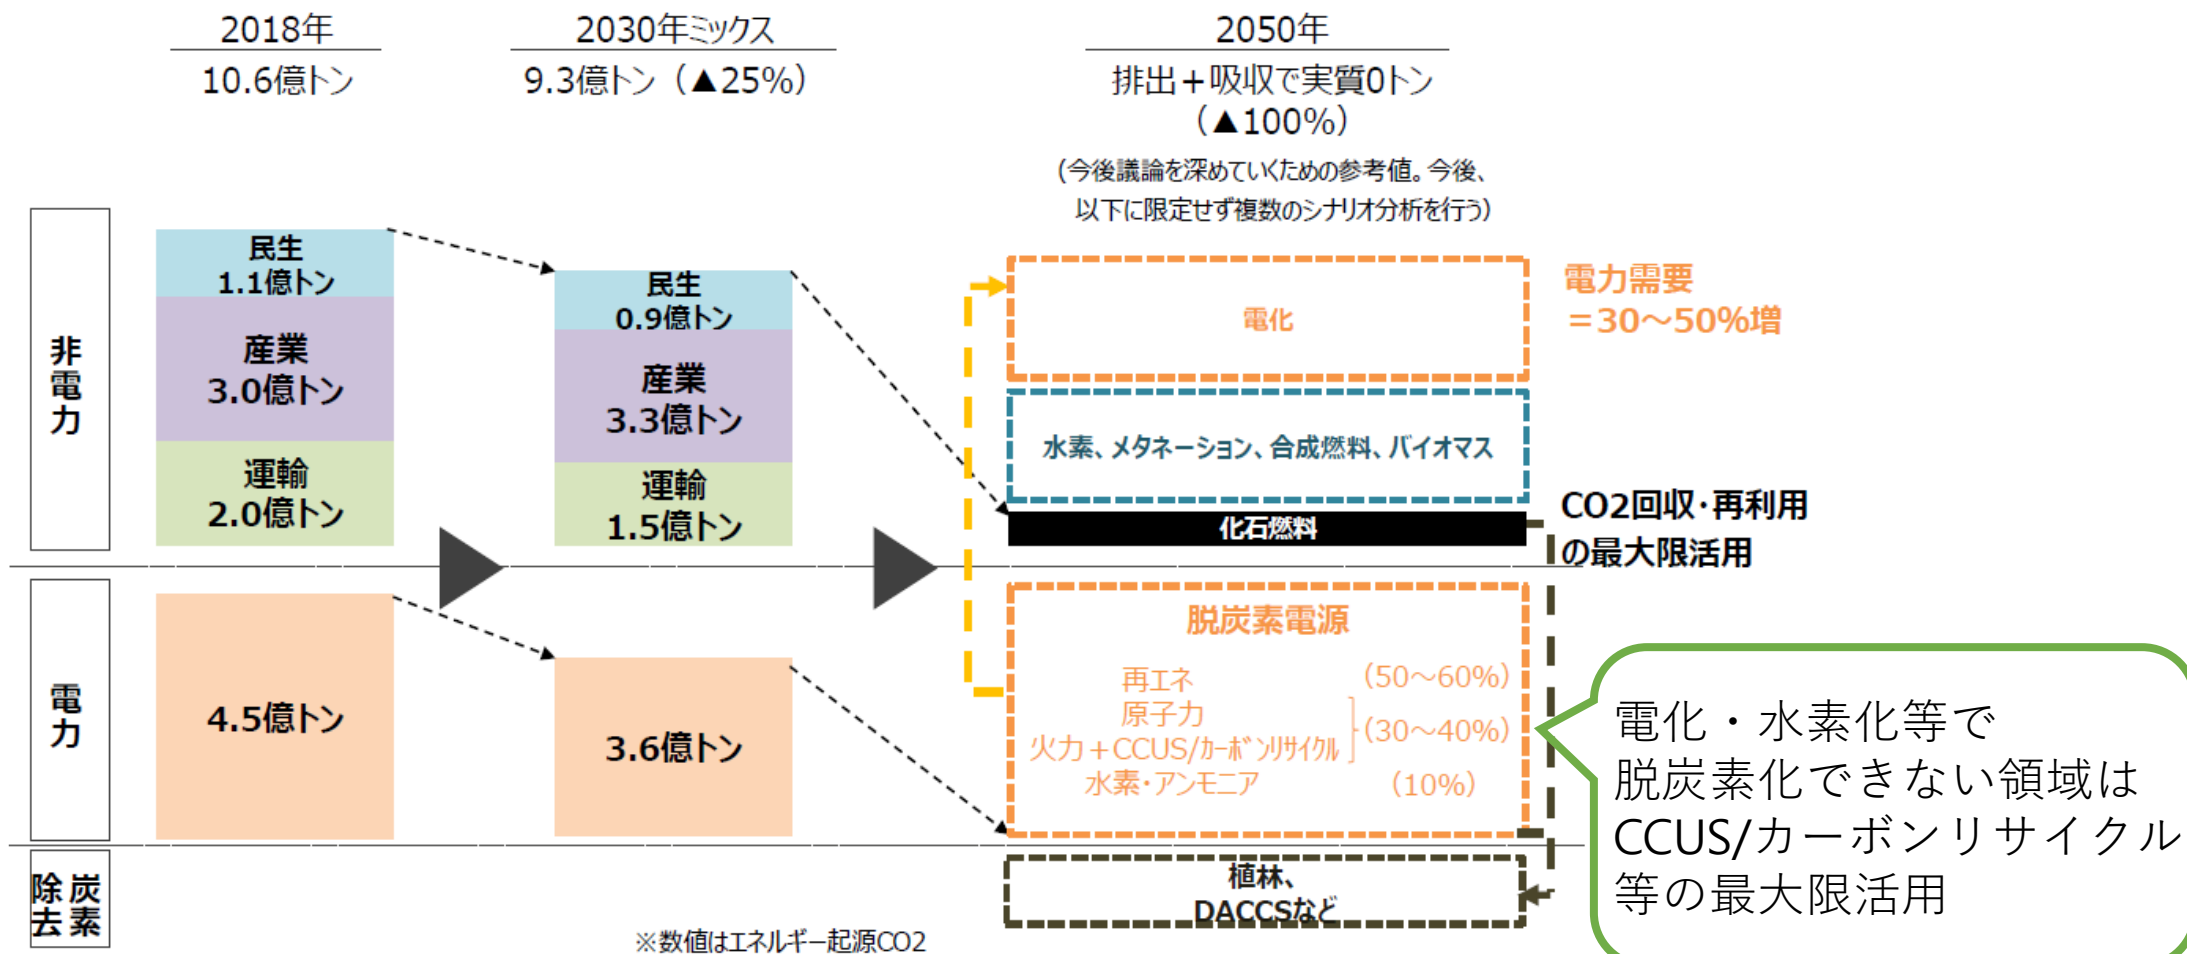 2018年
10.6億トン
2030年ミックス
9.3億トン（▲25%）
2050年
排出＋吸収で実質0トン
（▲100%）
(今後議論を深めていくための参考値。今後、
以下に限定せず複数のシナリオ分析を行う)
非電力
民生
1.1億トン
産業
3.0億トン
運輸
2.0億トン
民生
0.9億トン
産業
3.3億トン
運輸
1.5億トン
電化
電力需要
＝30～50%増
水素、メタネーション、合成燃料、バイオマス
化石燃料
CO2回収・再利用
の最大限活用
電力
4.5億トン
3.6億トン
脱炭素電源
再エネ （50～60%）
原子力
火力＋CCUS/カーボンリサイクル （30～40%）
水素・アンモニア （10%）
電化・水素化等で
脱炭素化できない領域は
CCUS/カーボンリサイクル
等の最大限活用
炭素
除去
植林、
DACCSなど
※数値はエネルギー起源CO2